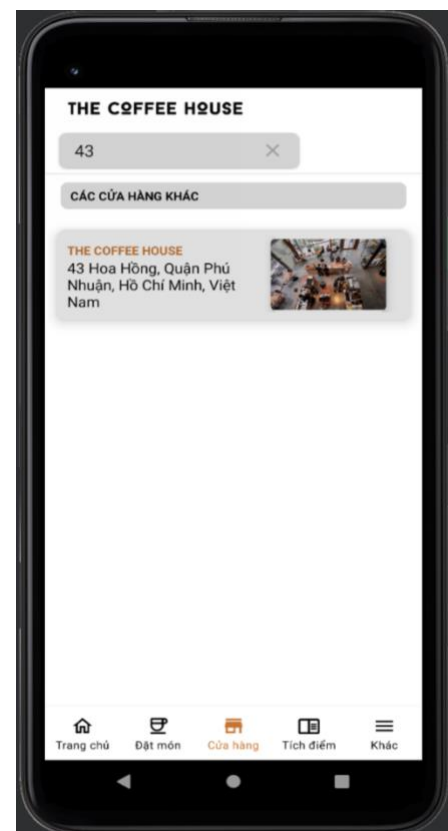 THE COFFEE HOUSE
43
CÁC CỬA HÀNG KHÁC
THE COFFEE HOUSE
43 Hoa Hồng, Quận Phú
Nhuận, Hồ Chí Minh, Việt
Nam
Trang chủ
Đặt món
Cửa hàng
Tích điểm
Khác